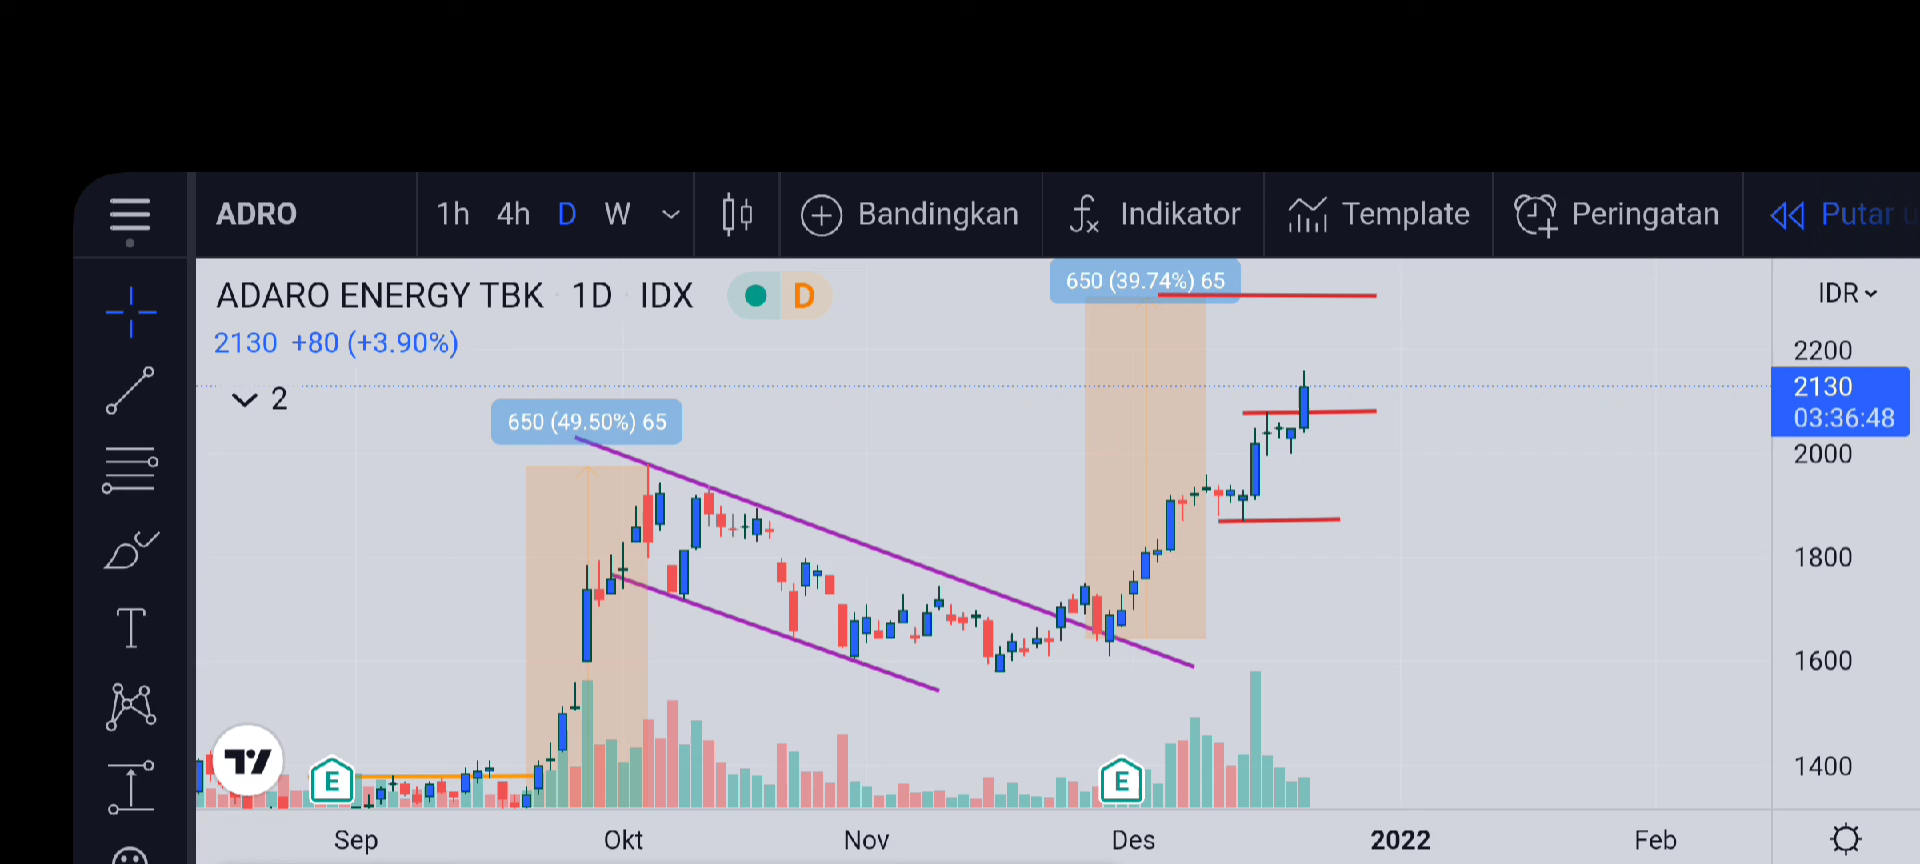 ADRO 1h 4h D W Bandingkan Indikator Template Peringatan Putar u
ADARO ENERGY TBK 1D IDX D
650 (39.74%) 65
IDR
2130 +80 (+3.90%)
2200
2130
03:36:48
2
650 (49.50%) 65
2000
1800
1600
T
E
E
1400
Sep Okt Nov Des 2022 Feb